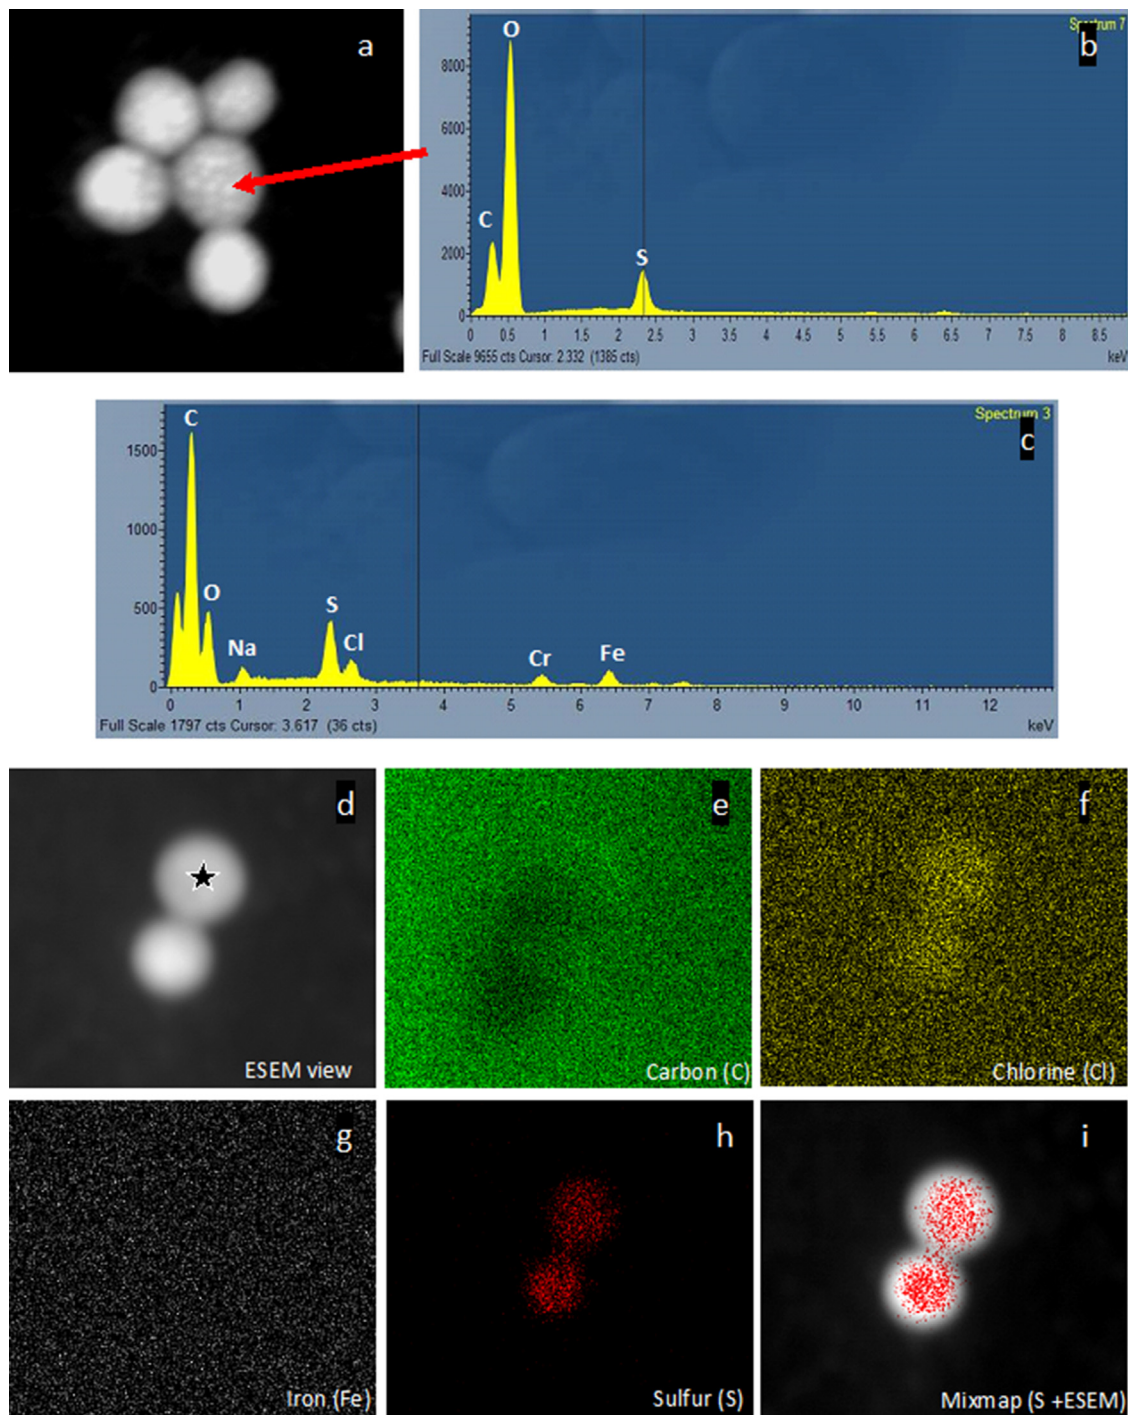 a
Spectrum 7
b
O
C
S
8000
6000
4000
2000
0
0 0.5 1 1.5 2 2.5 3 3.5 4 4.5 5 5.5 6 6.5 7 7.5 8 8.5
Full Scale 9655 cts Cursor: 2.332 (1385 cts)
keV
Spectrum 3
c
C
O
Na
S
Cl
Cr
Fe
1500
1000
500
0
0 1 2 3 4 5 6 7 8 9 10 11 12
Full Scale 1797 cts Cursor: 3.617 (36 cts)
keV
d
ESEM view
e
Carbon (C)
f
Chlorine (Cl)
g
Iron (Fe)
h
Sulfur (S)
i
Mixmap (S +ESEM)